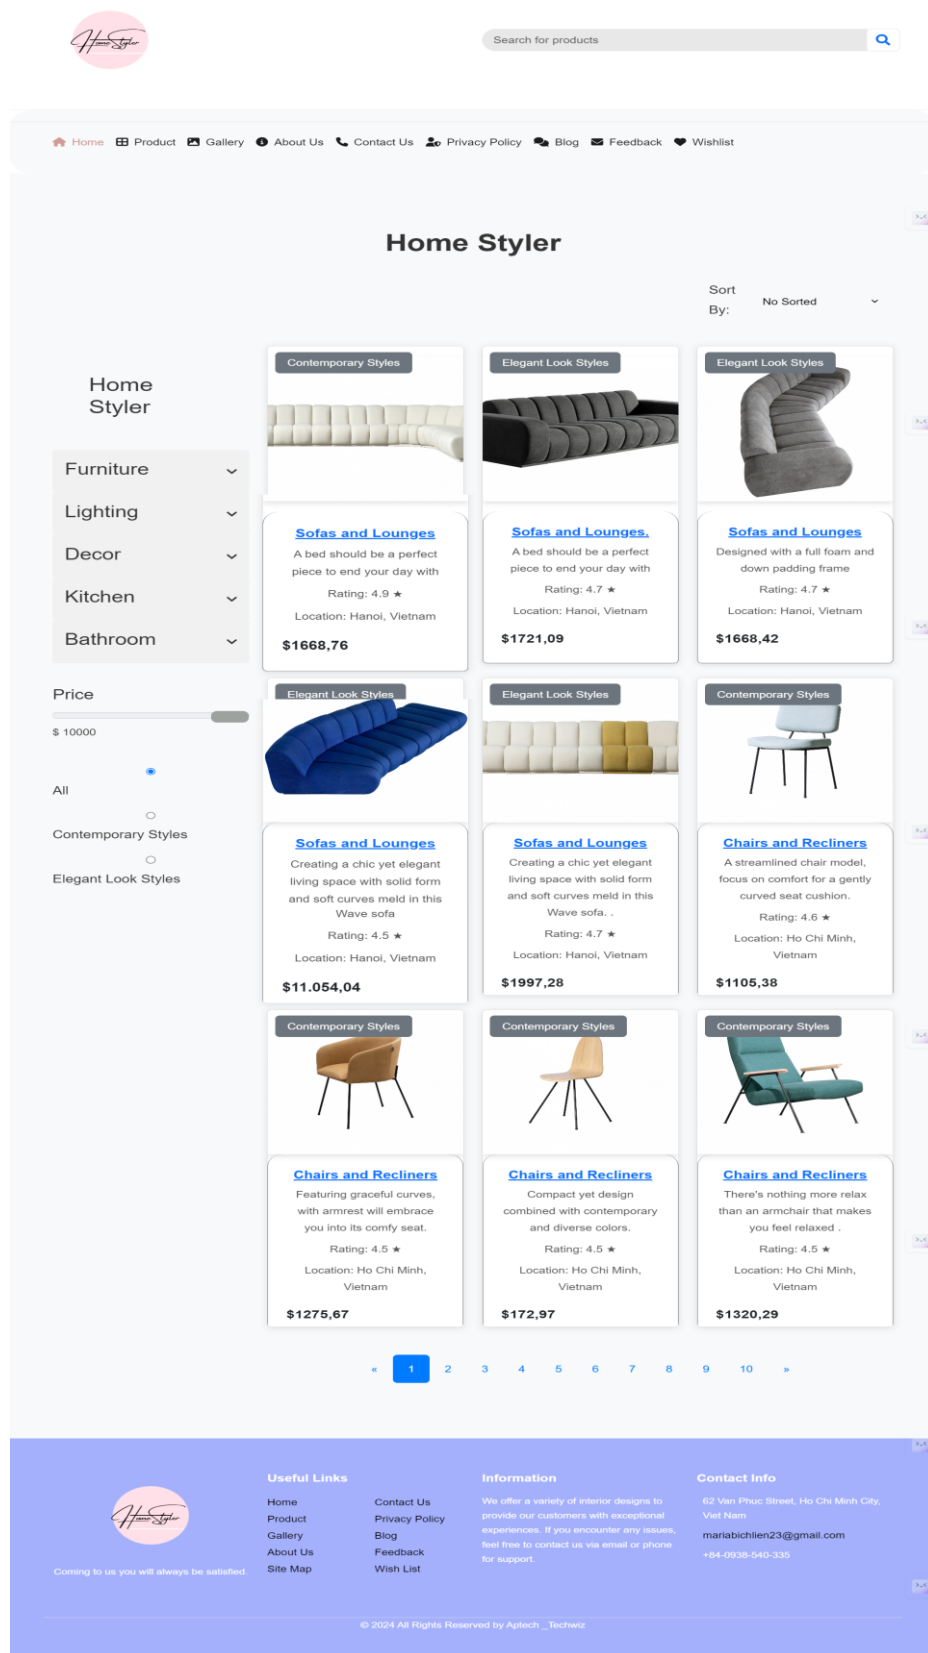 Home Styler
Search for products
Home
Product
Gallery
About Us
Contact Us
Privacy Policy
Blog
Feedback
Wishlist
Home Styler
Sort
By:
No Sorted
Home
Styler
Furniture
Lighting
Decor
Kitchen
Bathroom
Price
$ 10000
All
Contemporary Styles
Elegant Look Styles
Contemporary Styles
Sofas and Lounges
A bed should be a perfect
piece to end your day with
Rating: 4.9 ★
Location: Hanoi, Vietnam
$1668,76
Elegant Look Styles
Sofas and Lounges.
A bed should be a perfect
piece to end your day with
Rating: 4.7 ★
Location: Hanoi, Vietnam
$1721,09
Elegant Look Styles
Sofas and Lounges
Designed with a full foam and
down padding frame
Rating: 4.7 ★
Location: Hanoi, Vietnam
$1668,42
Elegant Look Styles
Sofas and Lounges
Creating a chic yet elegant
living space with solid form
and soft curves meld in this
Wave sofa
Rating: 4.5 ★
Location: Hanoi, Vietnam
$11.054,04
Elegant Look Styles
Sofas and Lounges
Creating a chic yet elegant
living space with solid form
and soft curves meld in this
Wave sofa. .
Rating: 4.7 ★
Location: Hanoi, Vietnam
$1997,28
Contemporary Styles
Chairs and Recliners
A streamlined chair model,
focus on comfort for a gently
curved seat cushion.
Rating: 4.6 ★
Location: Ho Chi Minh,
Vietnam
$1105,38
Contemporary Styles
Chairs and Recliners
Featuring graceful curves,
with armrest will embrace
you into its comfy seat.
Rating: 4.5 ★
Location: Ho Chi Minh,
Vietnam
$1275,67
Contemporary Styles
Chairs and Recliners
Compact yet design
combined with contemporary
and diverse colors.
Rating: 4.5 ★
Location: Ho Chi Minh,
Vietnam
$172,97
Contemporary Styles
Chairs and Recliners
There's nothing more relax
than an armchair that makes
you feel relaxed .
Rating: 4.5 ★
Location: Ho Chi Minh,
Vietnam
$1320,29
« 1 2 3 4 5 6 7 8 9 10 »
Home Styler
Coming to us you will always be satisfied.
Useful Links
Home
Product
Gallery
About Us
Site Map
Contact Us
Privacy Policy
Blog
Feedback
Wish List
Information
We offer a variety of interior designs to
provide our customers with exceptional
experiences. If you encounter any issues,
feel free to contact us via email or phone
for support.
Contact Info
62 Van Phuc Street, Ho Chi Minh City,
Viet Nam
mariabichlien23@gmail.com
+84-0938-540-335
© 2024 All Rights Reserved by Aptech _Techwiz